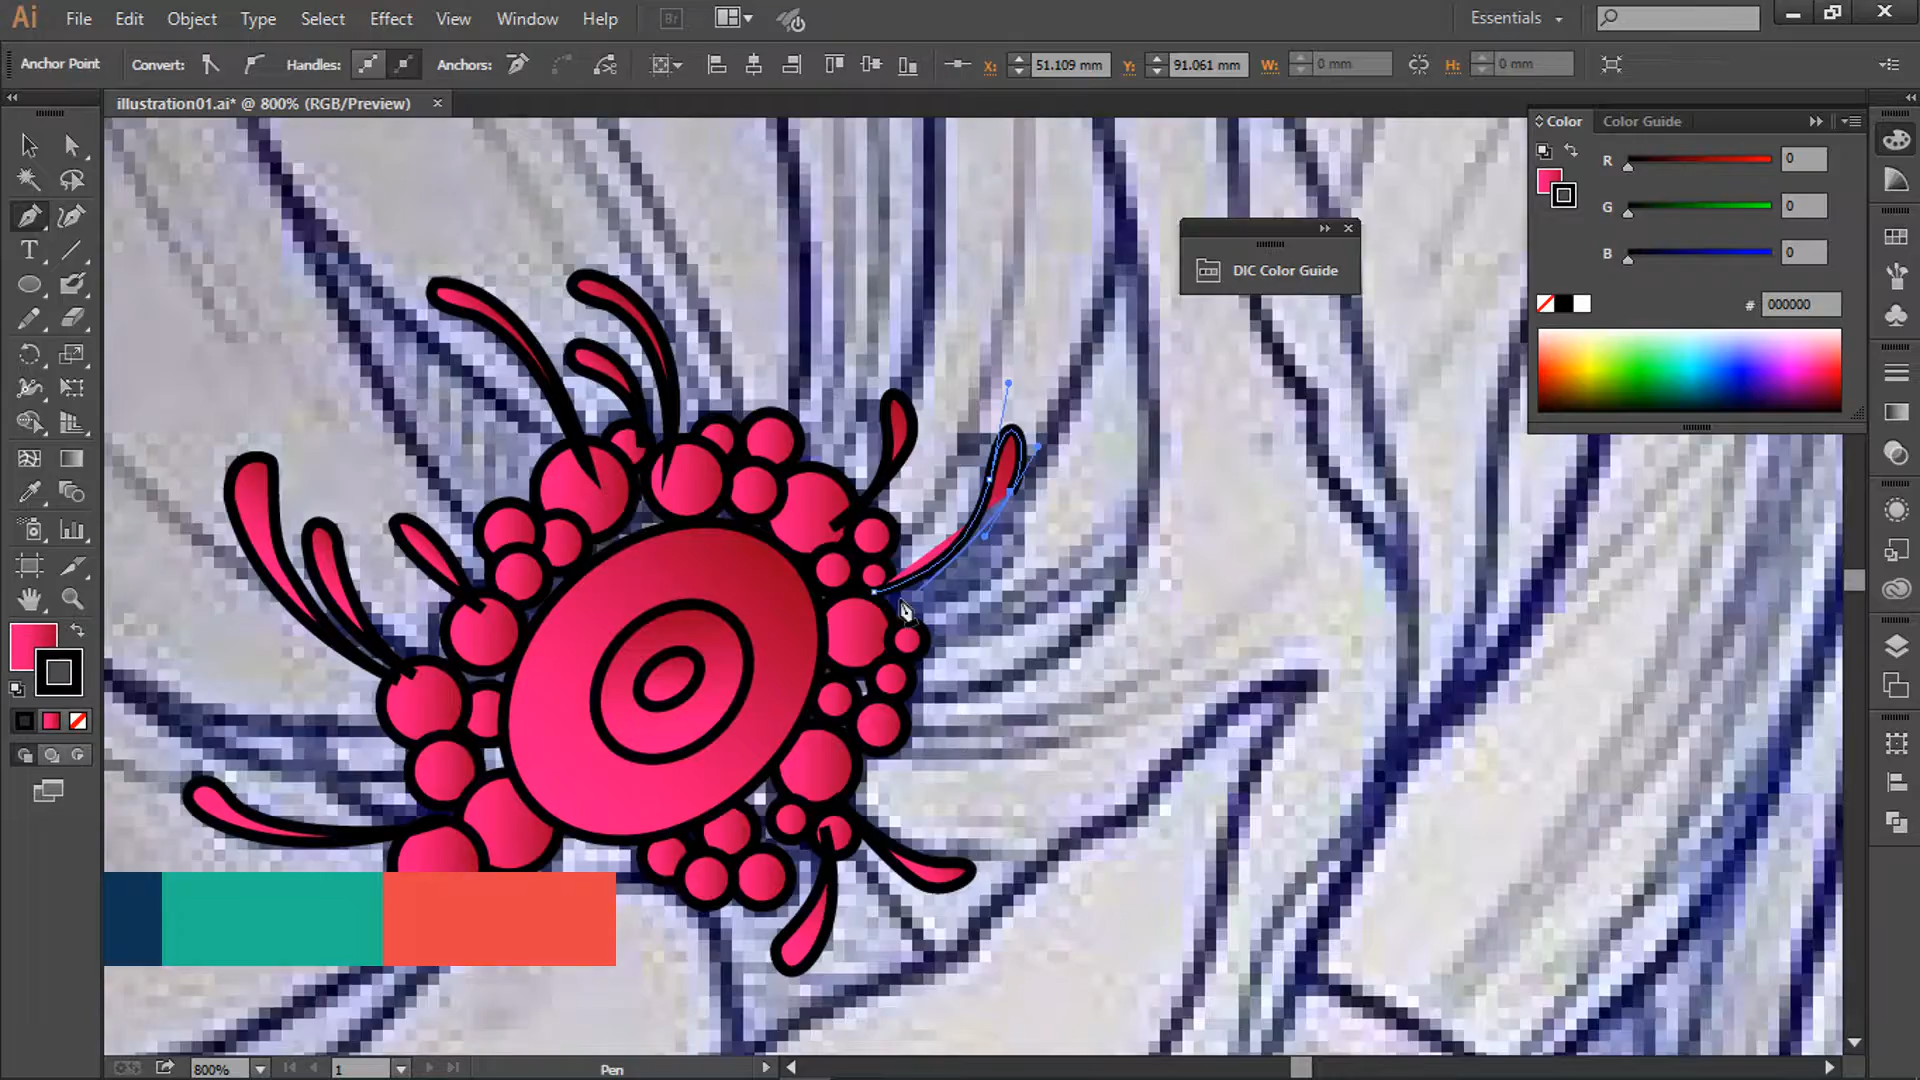 Ai File Edit Object Type Select Effect View Window Help Br Essentials
Anchor Point Convert: Handles: Anchors: X: 51.109 mm Y: 91.061 mm W: 0 mm H: 0 mm
illustration01.ai* @ 800% (RGB/Preview)
Color Color Guide
R 0
G 0
B 0
# 000000
DIC Color Guide
T
800% 1 Pen